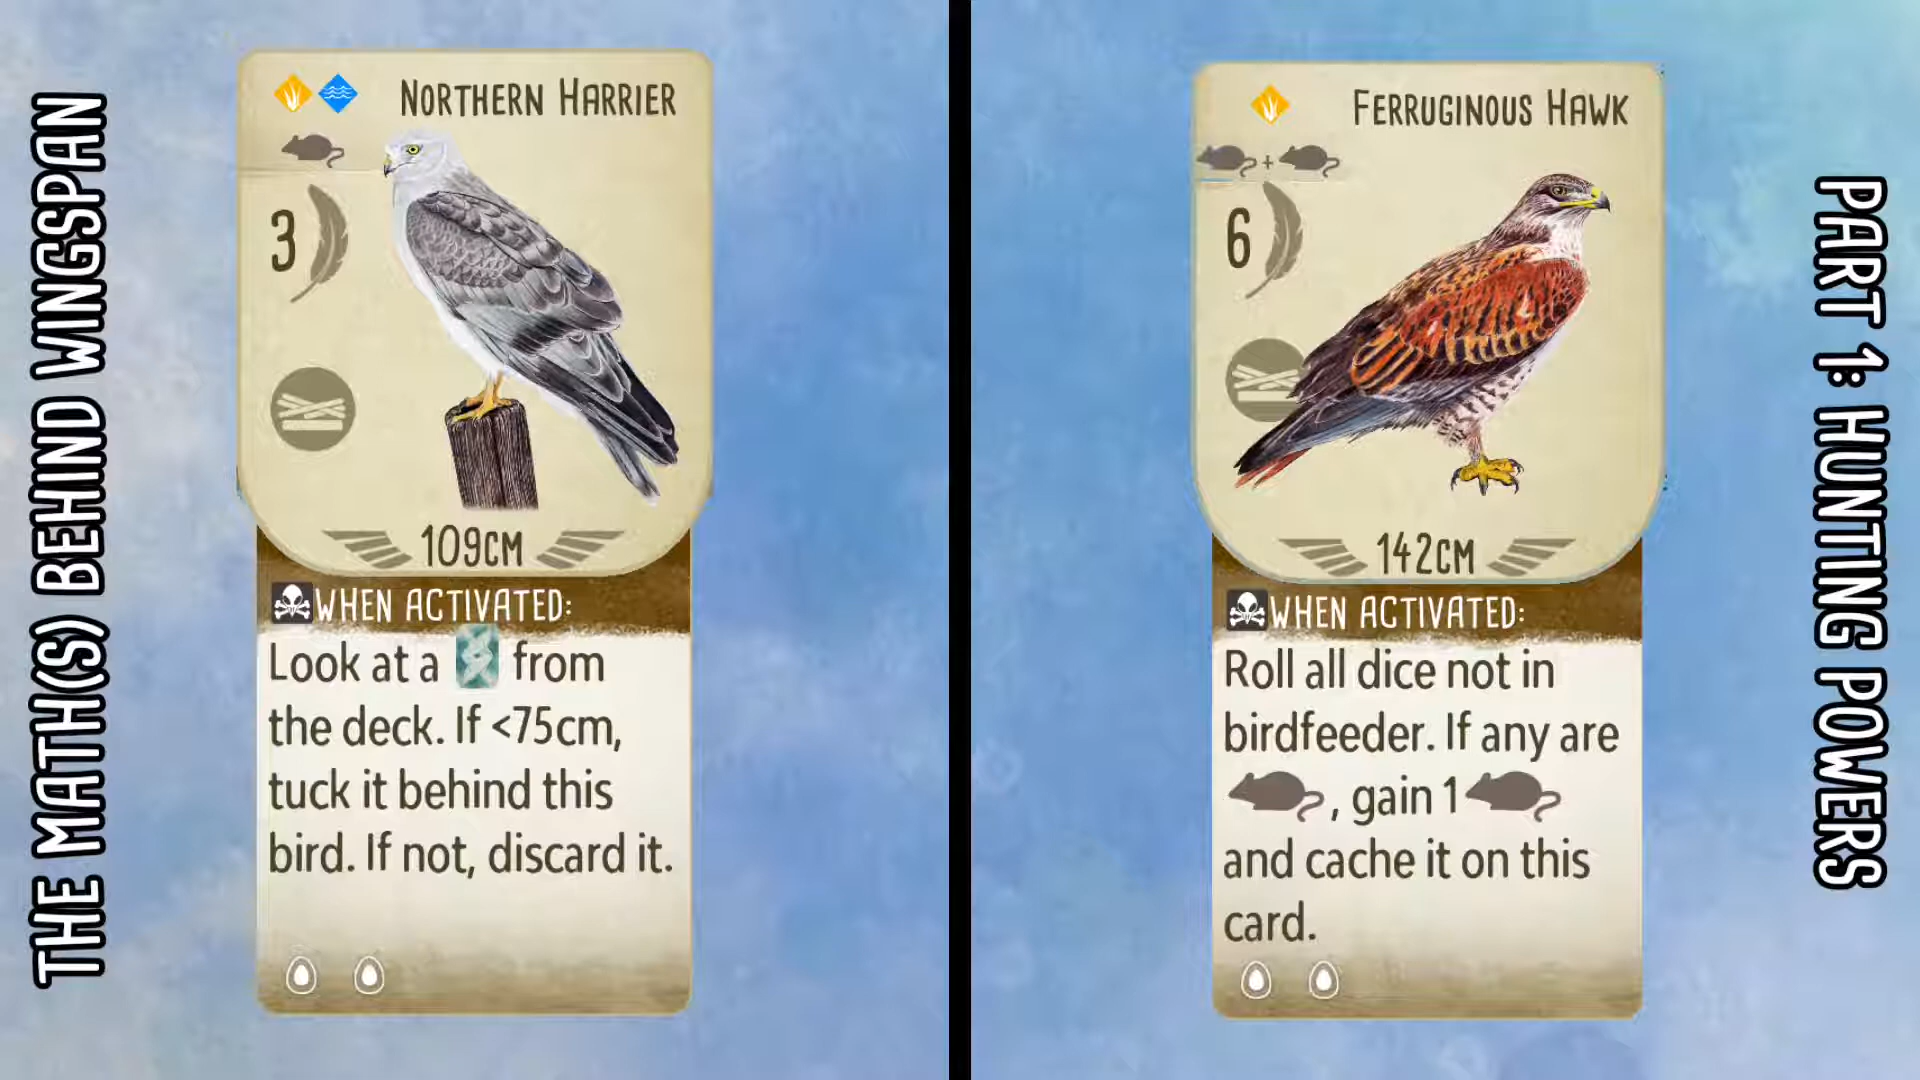 THE MATH(S) BEHIND WINGSPAN
NORTHERN HARRIER
3
109CM
WHEN ACTIVATED:
Look at a from
the deck. If <75cm,
tuck it behind this
bird. If not, discard it.
FERRUGINOUS HAWK
+
6
142CM
WHEN ACTIVATED:
Roll all dice not in
birdfeeder. If any are
, gain 1
and cache it on this
card.
PART 1: HUNTING POWERS